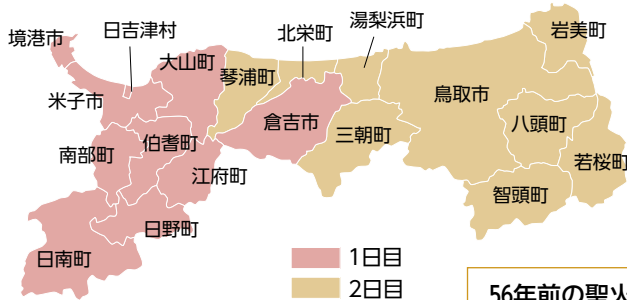 境港市
日吉津村
大山町
米子市
南部町
伯耆町
江府町
日野町
日南町
琴浦町
北栄町
湯梨浜町
倉吉市
三朝町
鳥取市
岩美町
八頭町
若桜町
智頭町
1日目
2日目
56年前の聖火